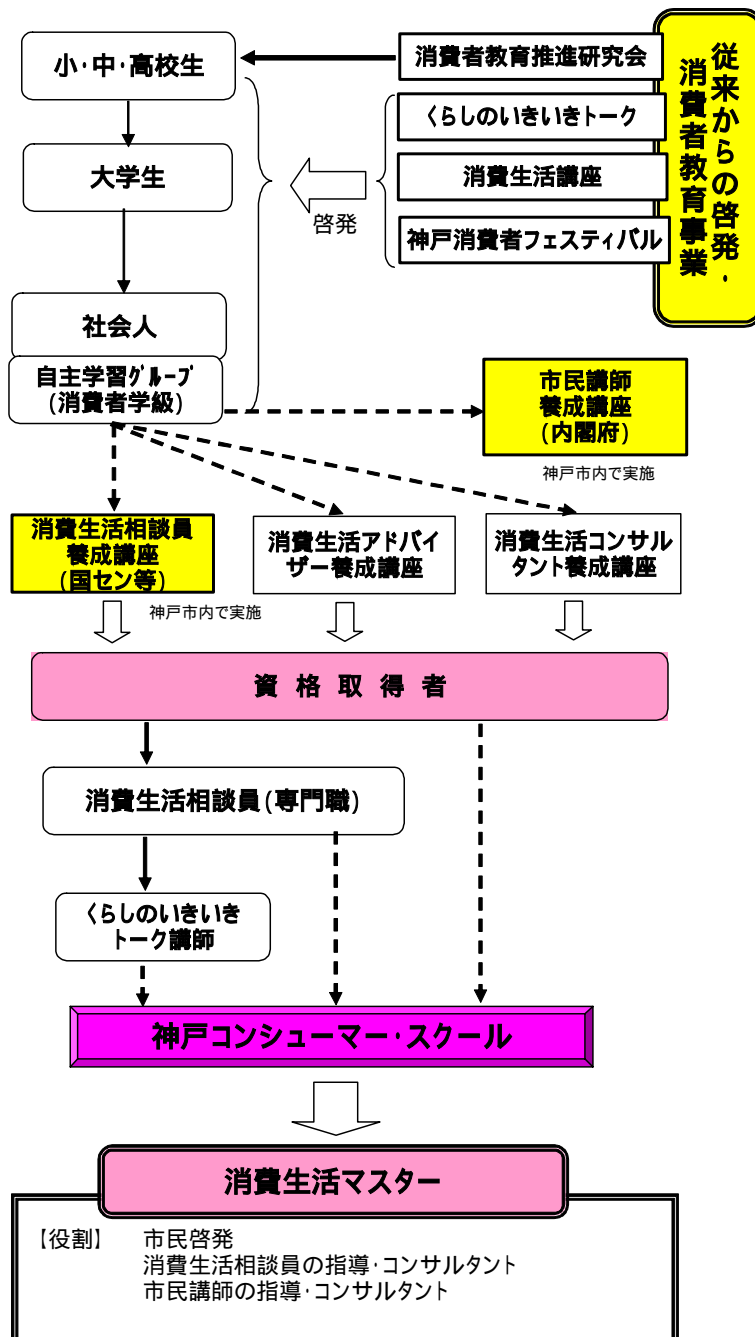 小・中・高校生
消費者教育推進研究会
従来からの啓発・
消費者教育事業
くらしのいきいきトーク
大学生
消費生活講座
啓発
神戸消費者フェスティバル
社会人
自主学習グループ
(消費者学級)
市民講師
養成講座
(内閣府)
神戸市内で実施
消費生活相談員
養成講座
(国セン等)
消費生活アドバイ
ザー養成講座
消費生活コンサル
タント養成講座
神戸市内で実施
資格取得者
消費生活相談員(専門職)
くらしのいきいき
トーク講師
神戸コンシューマー・スクール
消費生活マスター
【役割】 市民啓発
消費生活相談員の指導・コンサルタント
市民講師の指導・コンサルタント